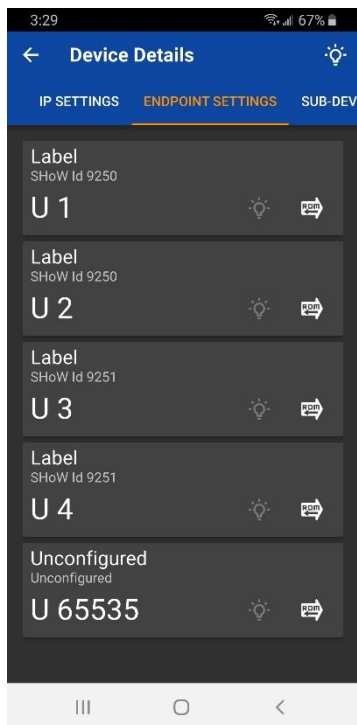 3:29 67%
Device Details
IP SETTINGS ENDPOINT SETTINGS SUB-DEV
Label
SHoW Id 9250
U 1 RDM
Label
SHoW Id 9250
U 2 RDM
Label
SHoW Id 9251
U 3 RDM
Label
SHoW Id 9251
U 4 RDM
Unconfigured
Unconfigured
U 65535 RDM